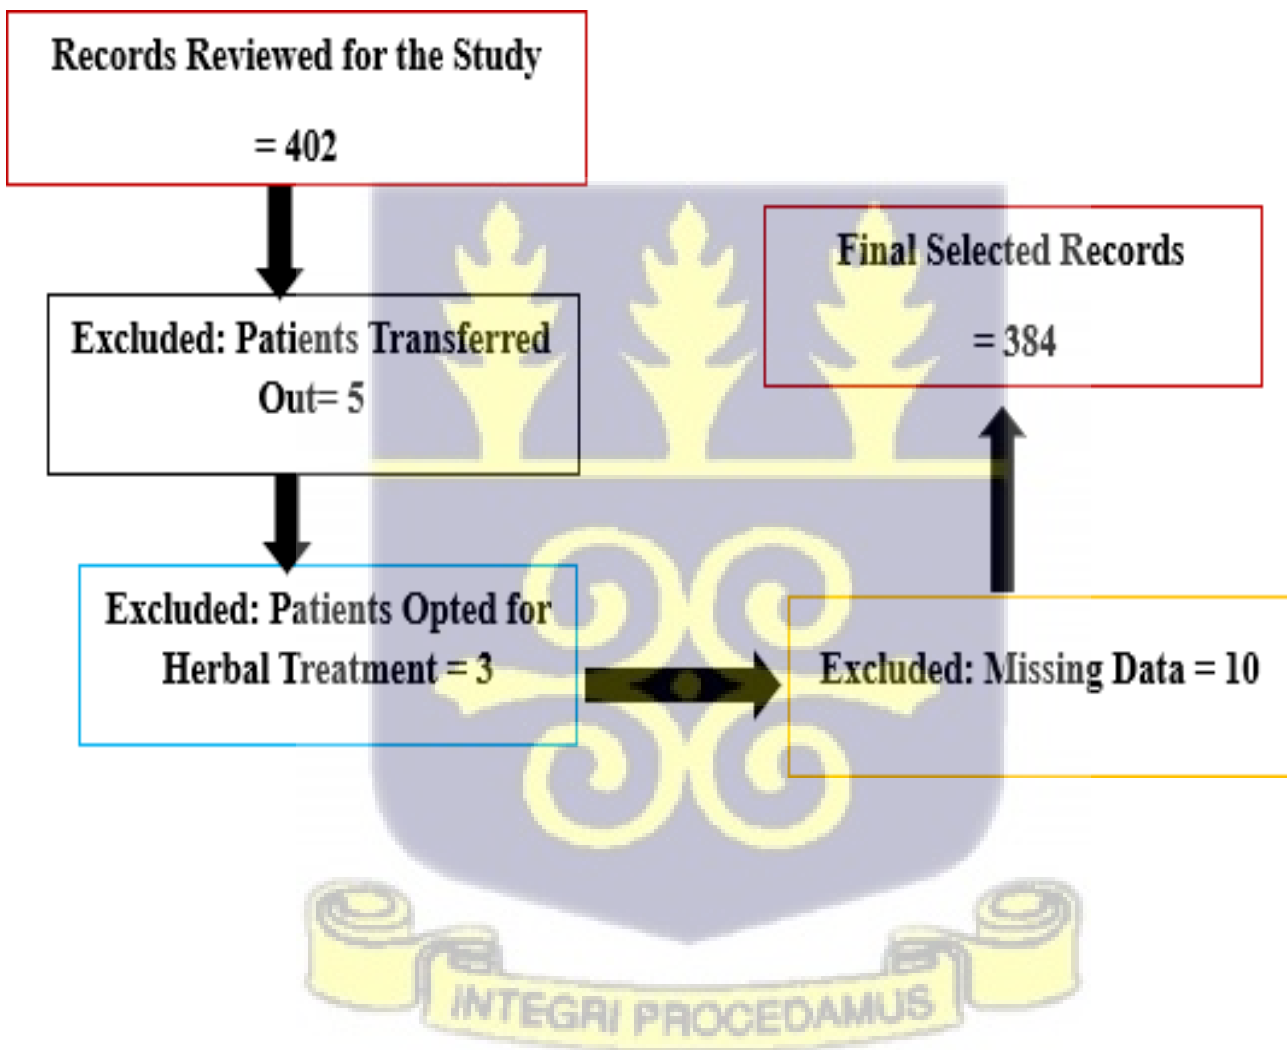 Records Reviewed for the Study
= 402
Excluded: Patients Transferred
Out= 5
Excluded: Patients Opted for
Herbal Treatment = 3
Excluded: Missing Data = 10
Final Selected Records
= 384
INTEGRI PROCEDAMUS